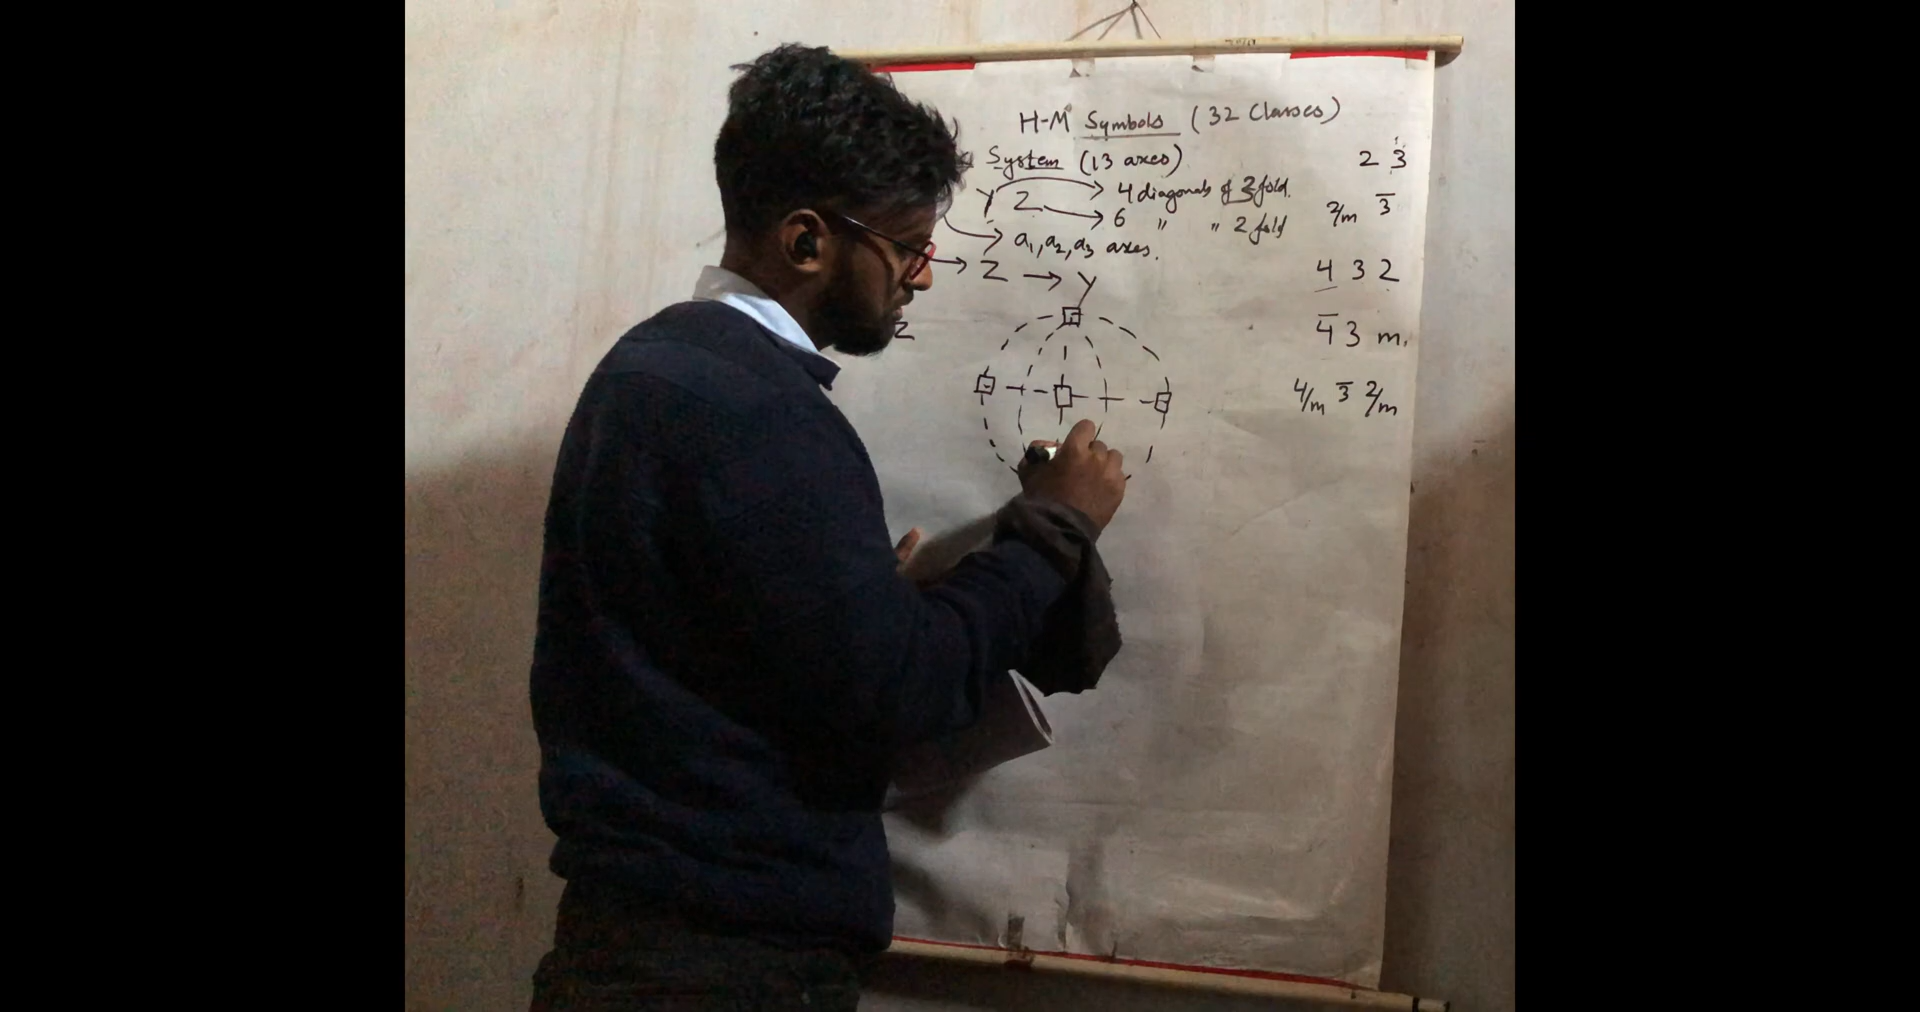 H-M Symbols (32 Classes)
System (13 axes)
Y Z → 4 diagonals of 3 fold.
→ 6 " " 2 fold
→ a₁, a₂, a₃ axes.
→ Z → Y
Z
2 3
2/m 3̅
4 3 2
4̅ 3 m.
4/m 3̅ 2/m